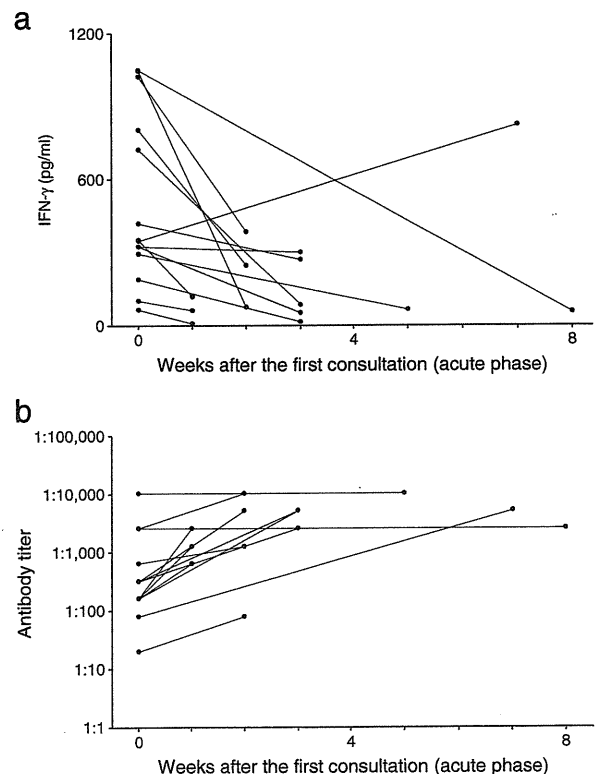 a
1200
600
0
IFN-γ (pg/ml)
0 4 8
Weeks after the first consultation (acute phase)
b
1:100,000
1:10,000
1:1,000
1:100
1:10
1:1
Antibody titer
0 4 8
Weeks after the first consultation (acute phase)